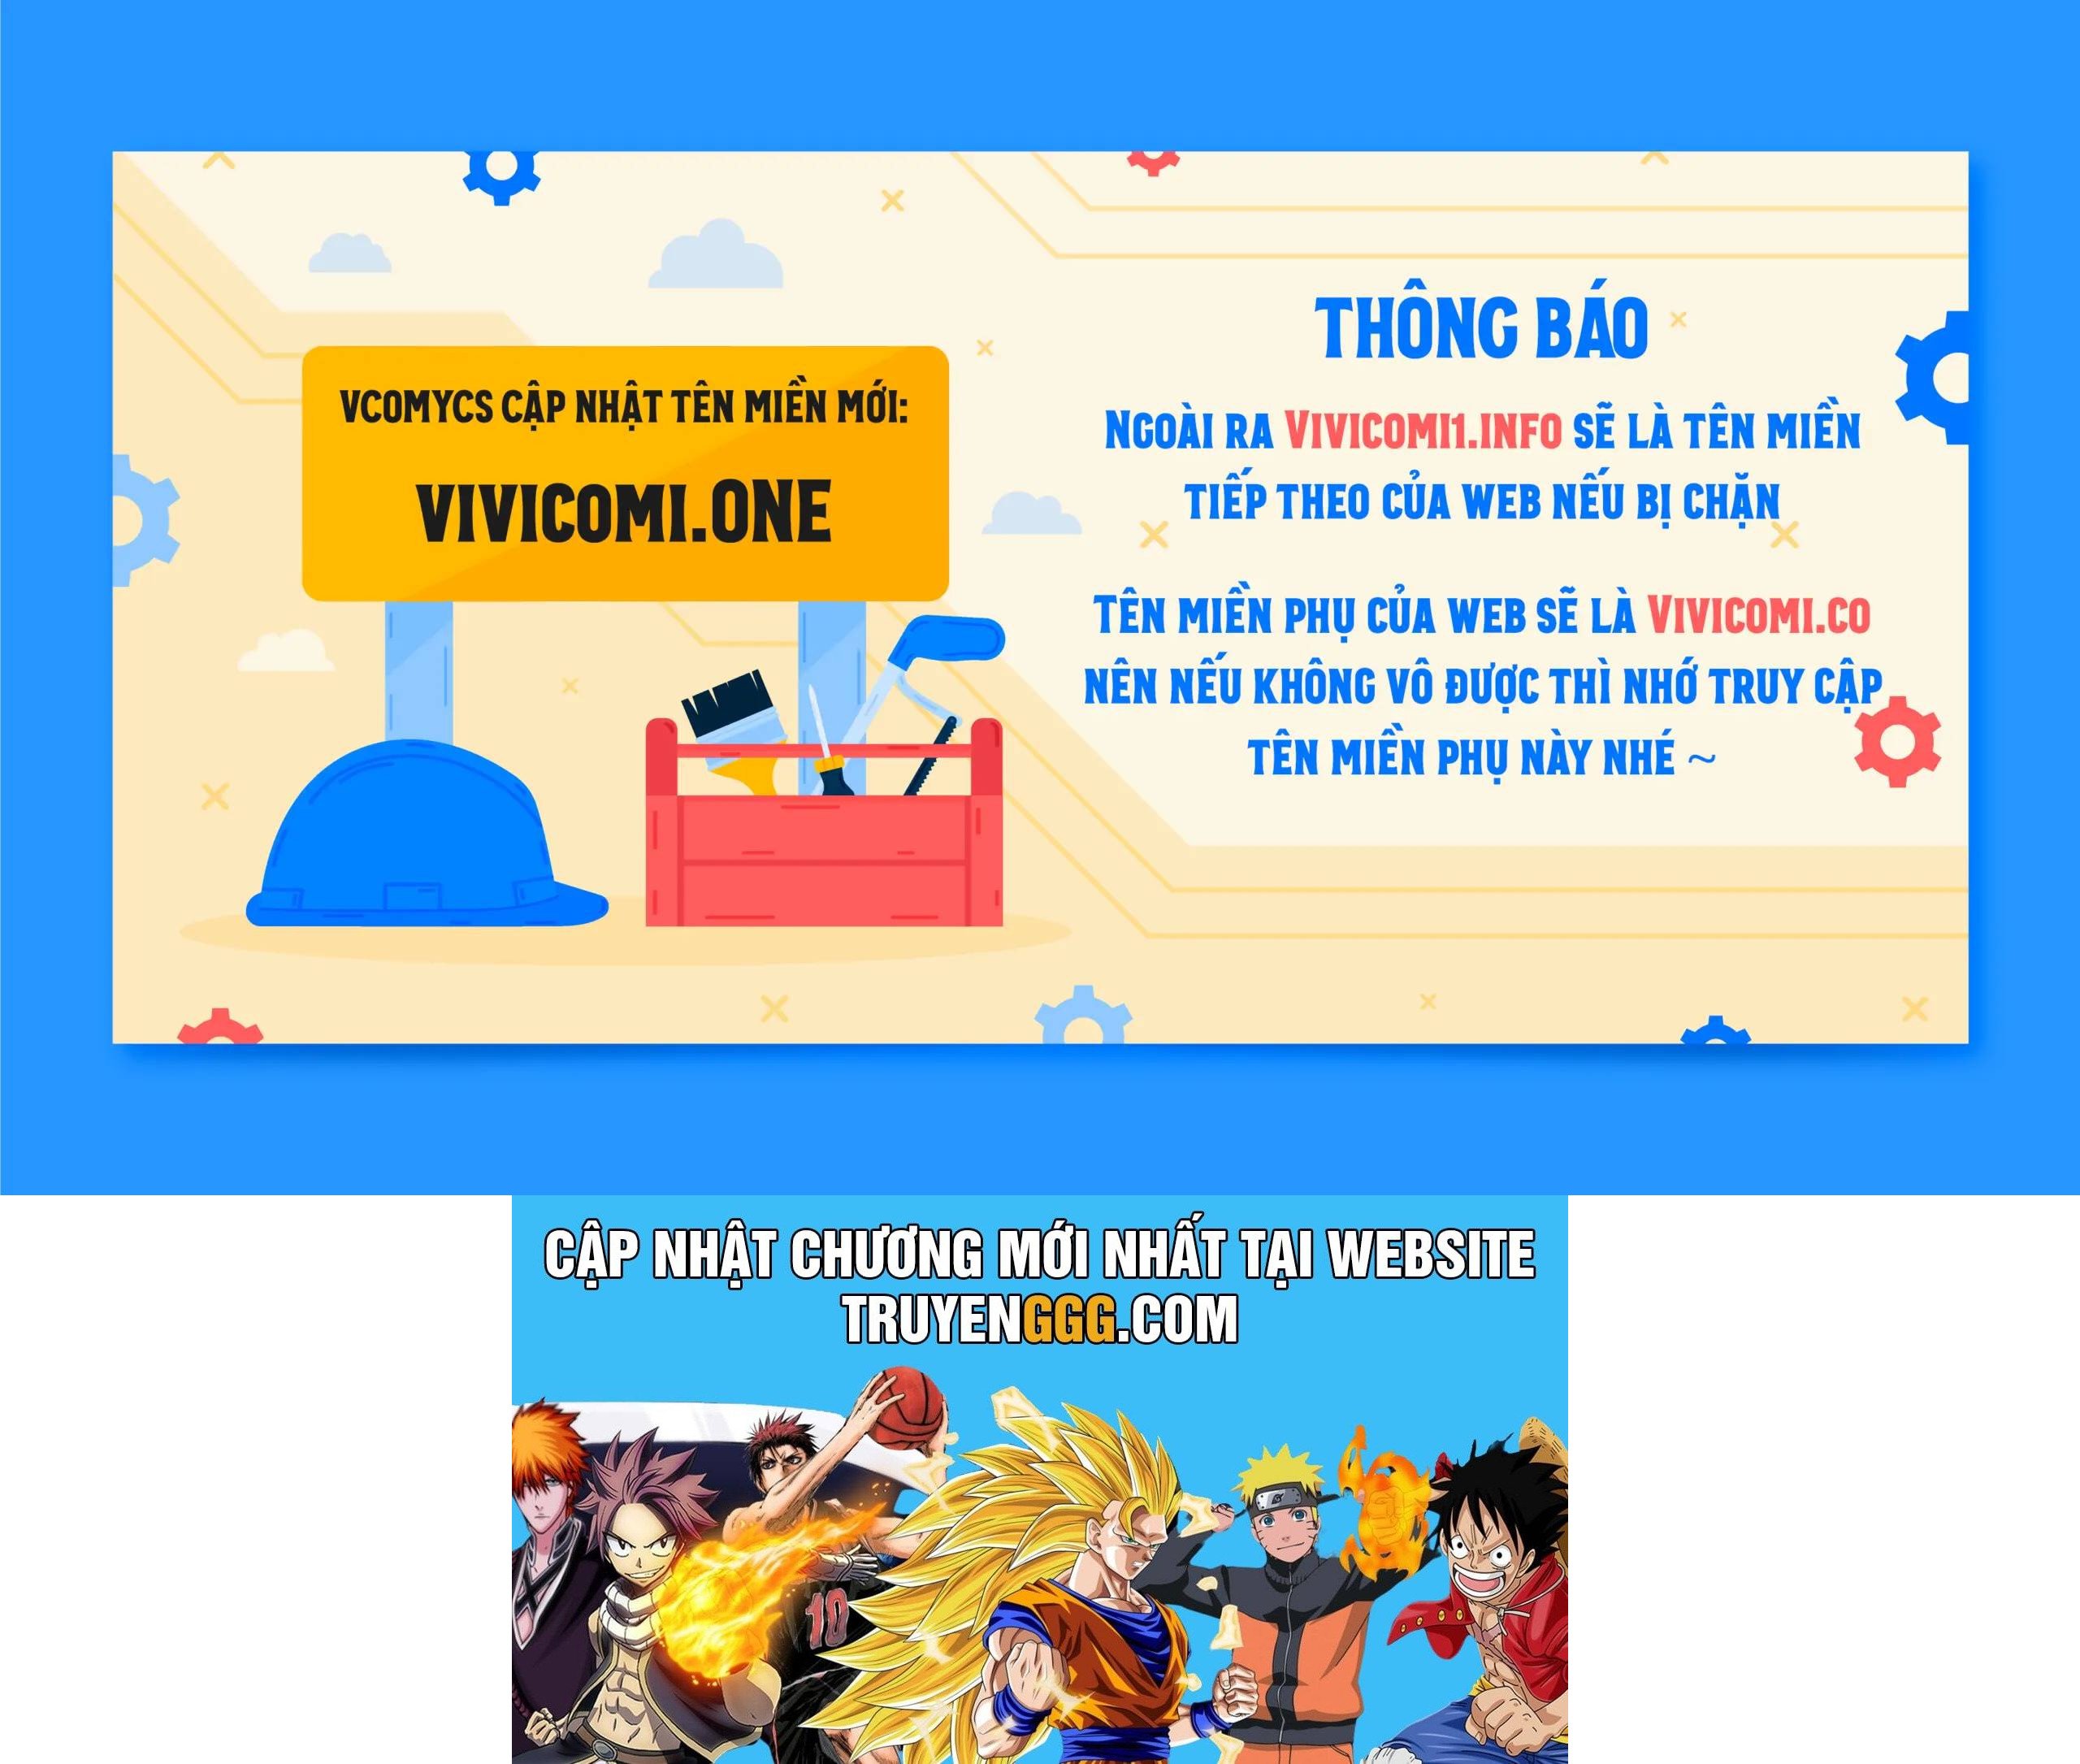 VCOMYCS CẬP NHẬT TÊN MIỀN MỚI:
VIVICOMI.ONE
THÔNG BÁO
NGOÀI RA VIVICOMI1.INFO SẼ LÀ TÊN MIỀN
TIẾP THEO CỦA WEB NẾU BỊ CHẶN
TÊN MIỀN PHỤ CỦA WEB SẼ LÀ VIVICOMI.CO
NÊN NẾU KHÔNG VÔ ĐƯỢC THÌ NHỚ TRUY CẬP
TÊN MIỀN PHỤ NÀY NHÉ ~
CẬP NHẬT CHƯƠNG MỚI NHẤT TẠI WEBSITE
TRUYENGGG.COM
10